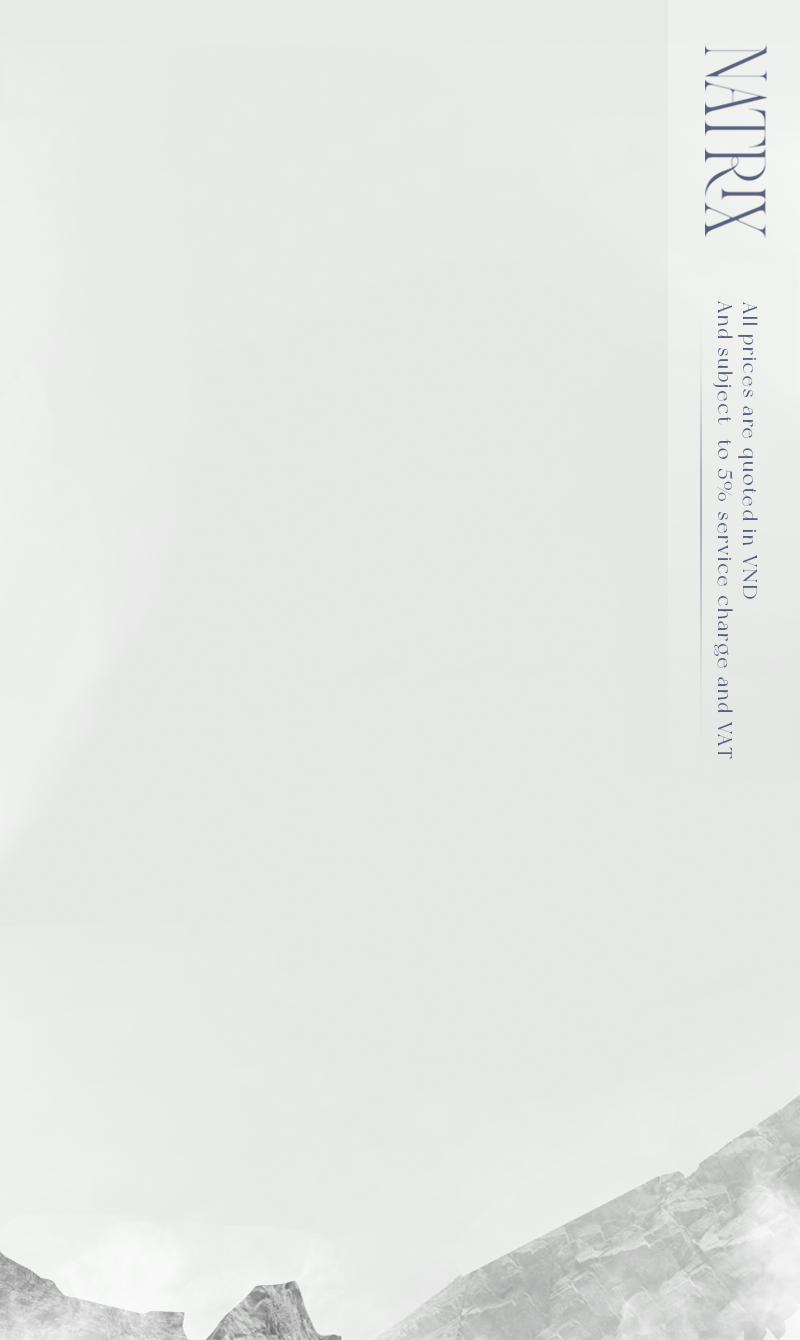 NATRIX
All prices are quoted in VND
And subject to 5% service charge and VAT